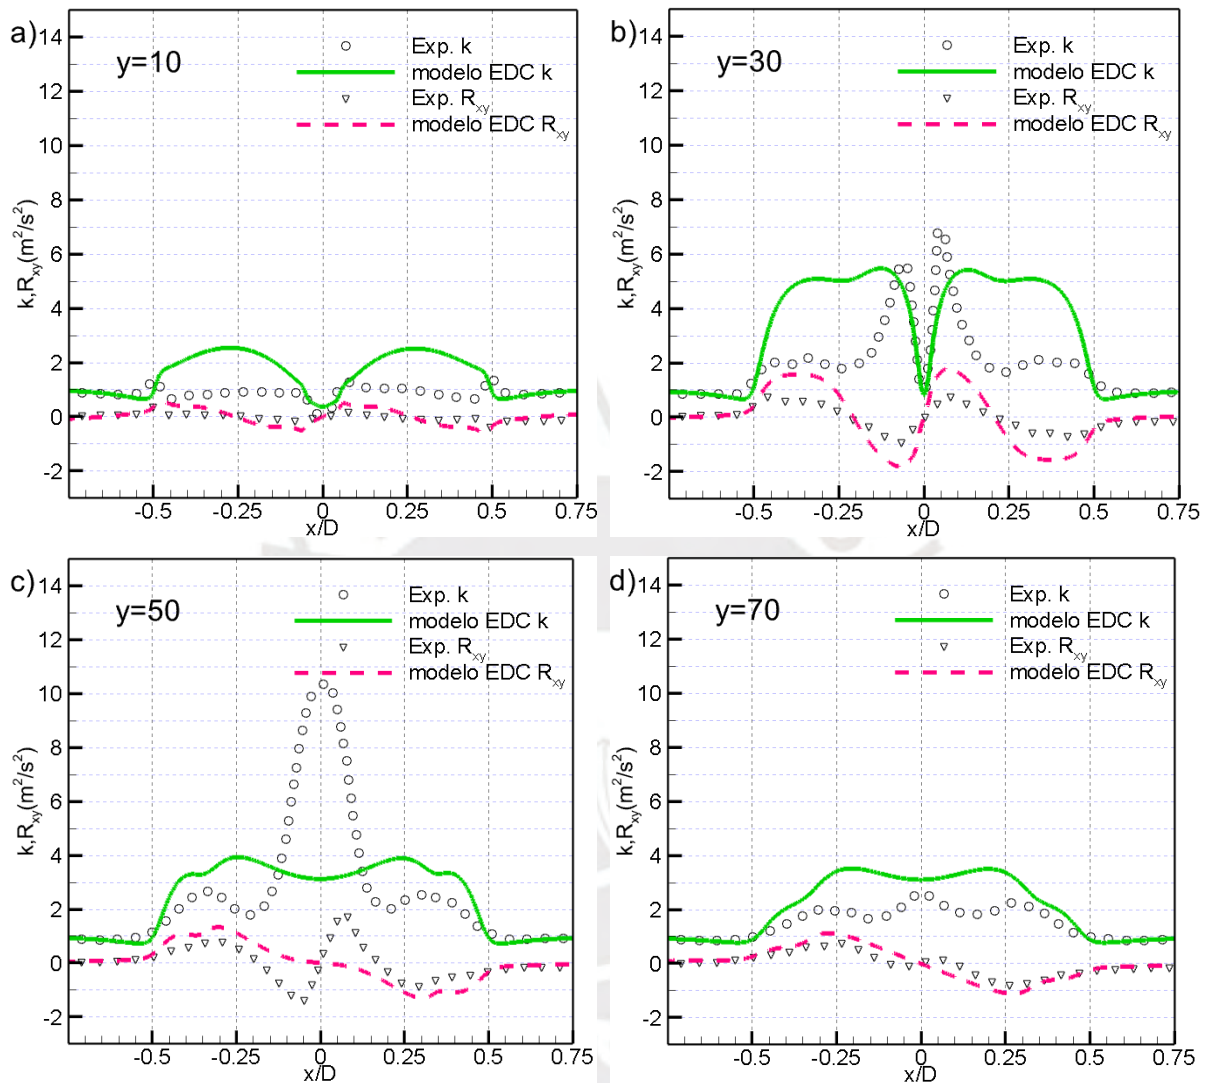 a)
14
12
10
8
6
4
2
0
-2
k,Rxy(m²/s²)
y=10
Exp. k
modelo EDC k
Exp. Rxy
modelo EDC Rxy
-0.5 -0.25 0 0.25 0.5 0.75
x/D
b)
14
12
10
8
6
4
2
0
-2
k,Rxy(m²/s²)
y=30
Exp. k
modelo EDC k
Exp. Rxy
modelo EDC Rxy
-0.5 -0.25 0 0.25 0.5 0.75
x/D
c)
14
12
10
8
6
4
2
0
-2
k,Rxy(m²/s²)
y=50
Exp. k
modelo EDC k
Exp. Rxy
modelo EDC Rxy
-0.5 -0.25 0 0.25 0.5 0.75
x/D
d)
14
12
10
8
6
4
2
0
-2
k,Rxy(m²/s²)
y=70
Exp. k
modelo EDC k
Exp. Rxy
modelo EDC Rxy
-0.5 -0.25 0 0.25 0.5 0.75
x/D